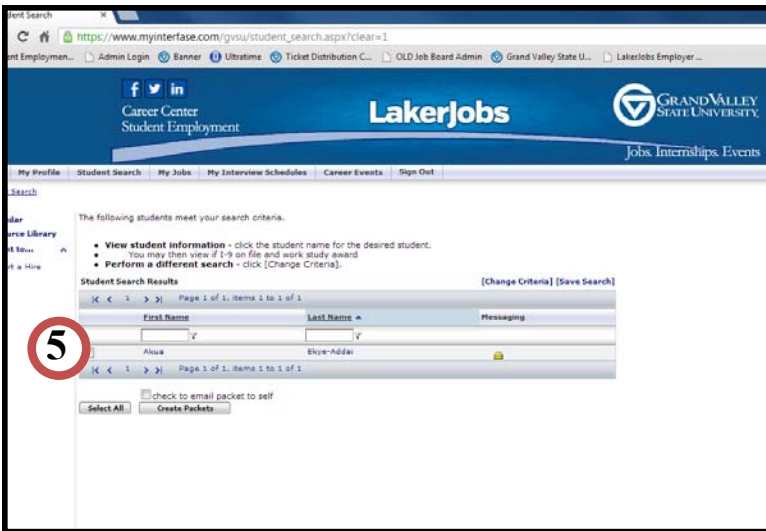 dent Search
https://www.myinterfase.com/gvsu/student_search.aspx?clear=1
nt Employmen... Admin Login Banner Ultratime Ticket Distribution C... OLD Job Board Admin Grand Valley State U... LakerJobs Employer ...
f in
Career Center
Student Employment
LakerJobs
GRAND VALLEY
STATE UNIVERSITY.
Jobs. Internships. Events
My Profile Student Search My Jobs My Interview Schedules Career Events Sign Out
Search
dar
urce Library
t to...
t a Hire
The following students meet your search criteria.
• View student information - click the student name for the desired student.
• You may then view if I-9 on file and work study award
• Perform a different search - click [Change Criteria].
Student Search Results [Change Criteria] [Save Search]
1 Page 1 of 1, items 1 to 1 of 1
First Name Last Name Messaging
5
Akua Ekye-Addai
1 Page 1 of 1, items 1 to 1 of 1
check to email packet to self
Select All Create Packets